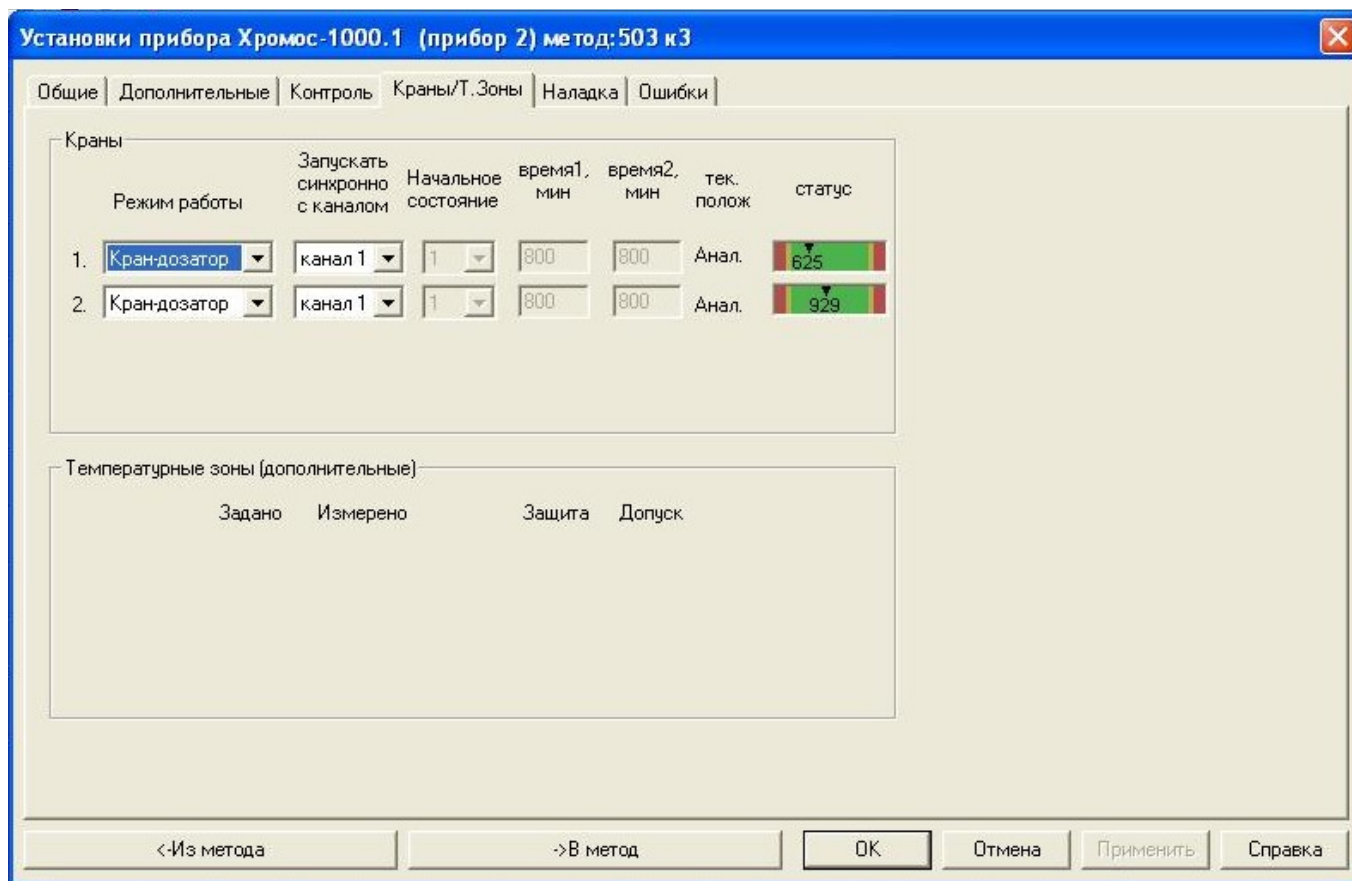 Установки прибора Хромос-1000.1 (прибор 2) метод:503 к3
Общие Дополнительные Контроль Краны/Т.Зоны Наладка Ошибки
Краны
Режим работы
Запускать
синхронно
с каналом
Начальное
состояние
время1,
мин
время2,
мин
тек.
полож
статус
1. Кран-дозатор канал 1 1 800 800 Анал. 625
2. Кран-дозатор канал 1 1 800 800 Анал. 929
Температурные зоны (дополнительные)
Задано Измерено Защита Допуск
<-Из метода ->В метод OK Отмена Применить Справка